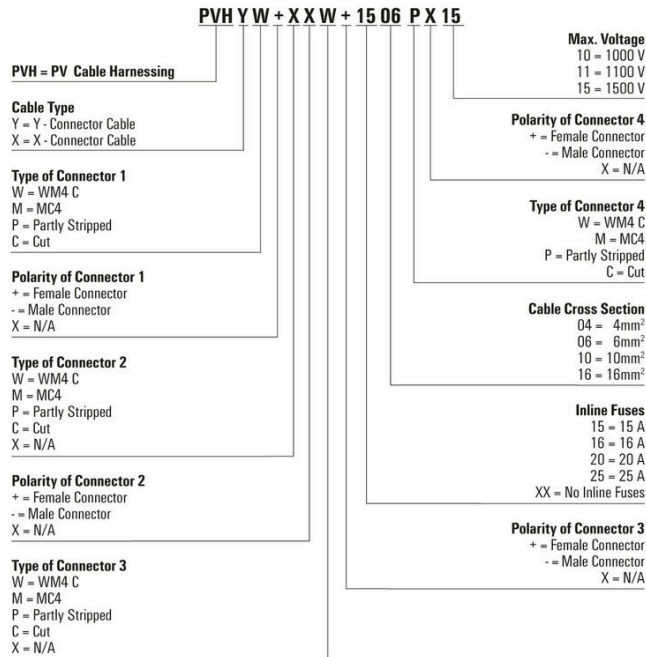 PVH Y W + X X W + 15 06 P X 15
PVH = PV Cable Harnessing
Cable Type
Y = Y - Connector Cable
X = X - Connector Cable
Type of Connector 1
W = WM4 C
M = MC4
P = Partly Stripped
C = Cut
Polarity of Connector 1
+ = Female Connector
- = Male Connector
X = N/A
Type of Connector 2
W = WM4 C
M = MC4
P = Partly Stripped
C = Cut
X = N/A
Polarity of Connector 2
+ = Female Connector
- = Male Connector
X = N/A
Type of Connector 3
W = WM4 C
M = MC4
P = Partly Stripped
C = Cut
X = N/A
Max. Voltage
10 = 1000 V
11 = 1100 V
15 = 1500 V
Polarity of Connector 4
+ = Female Connector
- = Male Connector
X = N/A
Type of Connector 4
W = WM4 C
M = MC4
P = Partly Stripped
C = Cut
Cable Cross Section
04 = 4mm²
06 = 6mm²
10 = 10mm²
16 = 16mm²
Inline Fuses
15 = 15 A
16 = 16 A
20 = 20 A
25 = 25 A
XX = No Inline Fuses
Polarity of Connector 3
+ = Female Connector
- = Male Connector
X = N/A